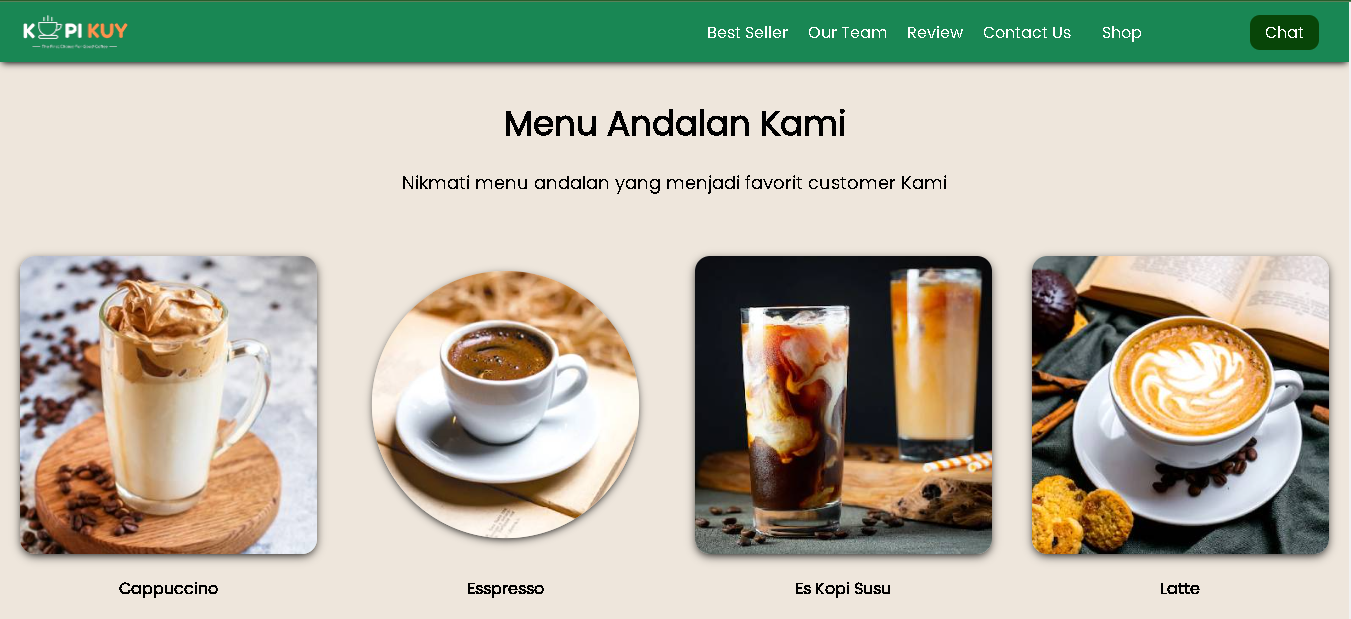 KOPI KUY
Best Seller
Our Team
Review
Contact Us
Shop
Chat
Menu Andalan Kami
Nikmati menu andalan yang menjadi favorit customer Kami
Cappuccino
Esspresso
Es Kopi Susu
Latte